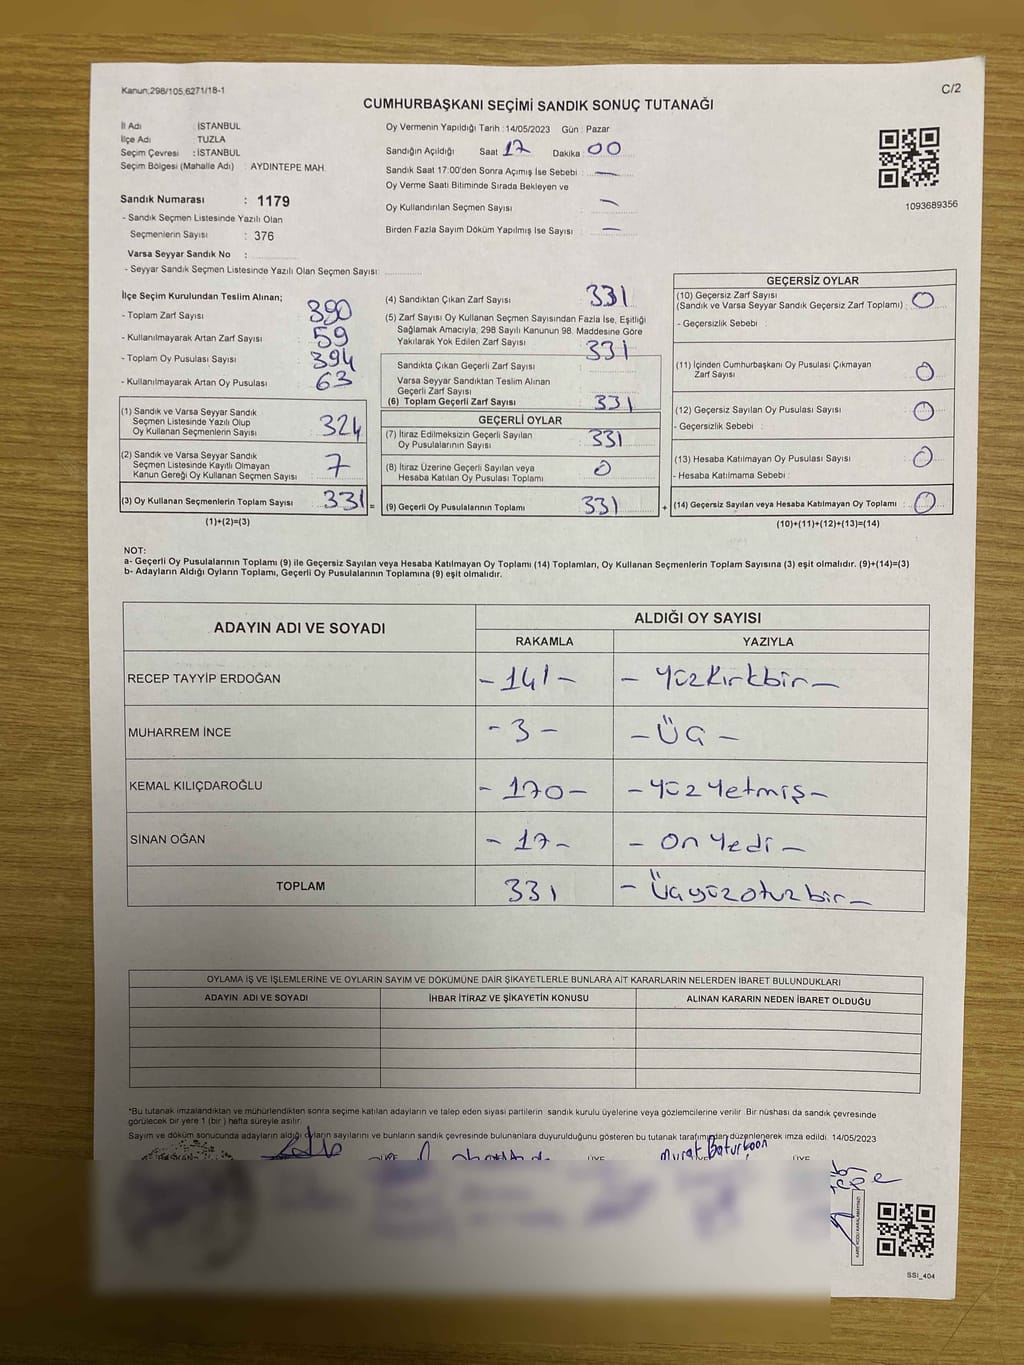 Kanun:298/105,6271/18-1
C/2
CUMHURBAŞKANI SEÇİMİ SANDIK SONUÇ TUTANAĞI
İl Adı : İSTANBUL
İlçe Adı : TUZLA
Seçim Çevresi : İSTANBUL
Seçim Bölgesi (Mahalle Adı) : AYDINTEPE MAH.
Sandık Numarası : 1179
- Sandık Seçmen Listesinde Yazılı Olan
Seçmenlerin Sayısı : 376
Varsa Seyyar Sandık No :
- Seyyar Sandık Seçmen Listesinde Yazılı Olan Seçmen Sayısı:
Oy Vermenin Yapıldığı Tarih : 14/05/2023 Gün : Pazar
Sandığın Açıldığı Saat 17 Dakika 00
Sandık Saat 17:00'den Sonra Açımış İse Sebebi : —
Oy Verme Saati Bitiminde Sırada Bekleyen ve
Oy Kullandırılan Seçmen Sayısı —
Birden Fazla Sayım Döküm Yapılmış İse Sayısı —
1093689356
İlçe Seçim Kurulundan Teslim Alınan;
- Toplam Zarf Sayısı 390
- Kullanılmayarak Artan Zarf Sayısı 59
- Toplam Oy Pusulası Sayısı 394
- Kullanılmayarak Artan Oy Pusulası 63
(1) Sandık ve Varsa Seyyar Sandık
Seçmen Listesinde Yazılı Olup
Oy Kullanan Seçmenlerin Sayısı 324
(2) Sandık ve Varsa Seyyar Sandık
Seçmen Listesinde Kayıtlı Olmayan
Kanun Gereği Oy Kullanan Seçmen Sayısı 7
(3) Oy Kullanan Seçmenlerin Toplam Sayısı 331 =
(1)+(2)=(3)
(4) Sandıktan Çıkan Zarf Sayısı 331
(5) Zarf Sayısı Oy Kullanan Seçmen Sayısından Fazla İse, Eşitliği
Sağlamak Amacıyla, 298 Sayılı Kanunun 98. Maddesine Göre
Yakılarak Yok Edilen Zarf Sayısı
331
Sandıkta Çıkan Geçerli Zarf Sayısı
Varsa Seyyar Sandıktan Teslim Alınan
Geçerli Zarf Sayısı
(6) Toplam Geçerli Zarf Sayısı 331
GEÇERLİ OYLAR
(7) İtiraz Edilmeksizin Geçerli Sayılan
Oy Pusulalarının Sayısı 331
(8) İtiraz Üzerine Geçerli Sayılan veya
Hesaba Katılan Oy Pusulası Toplamı 0
(9) Geçerli Oy Pusulalarının Toplamı 331 +
GEÇERSİZ OYLAR
(10) Geçersiz Zarf Sayısı
(Sandık ve Varsa Seyyar Sandık Geçersiz Zarf Toplamı) : 0
- Geçersizlik Sebebi :
(11) İçinden Cumhurbaşkanı Oy Pusulası Çıkmayan
Zarf Sayısı 0
(12) Geçersiz Sayılan Oy Pusulası Sayısı 0
- Geçersizlik Sebebi :
(13) Hesaba Katılmayan Oy Pusulası Sayısı 0
- Hesaba Katılmama Sebebi :
(14) Geçersiz Sayılan veya Hesaba Katılmayan Oy Toplamı 0
(10)+(11)+(12)+(13)=(14)
NOT:
a- Geçerli Oy Pusulalarının Toplamı (9) ile Geçersiz Sayılan veya Hesaba Katılmayan Oy Toplamı (14) Toplamları, Oy Kullanan Seçmenlerin Toplam Sayısına (3) eşit olmalıdır. (9)+(14)=(3)
b- Adayların Aldığı Oyların Toplamı, Geçerli Oy Pusulalarının Toplamına (9) eşit olmalıdır.
ADAYIN ADI VE SOYADI ALDIĞI OY SAYISI
RAKAMLA YAZIYLA
RECEP TAYYİP ERDOĞAN - 141 - - Yüzkırkbir -
MUHARREM İNCE - 3 - - Üç -
KEMAL KILIÇDAROĞLU - 170 - - Yüz Yetmiş -
SİNAN OĞAN - 17 - - On Yedi -
TOPLAM 331 - Üçyüzotuzbir -
OYLAMA İŞ VE İŞLEMLERİNE VE OYLARIN SAYIM VE DÖKÜMÜNE DAİR ŞİKAYETLERLE BUNLARA AİT KARARLARIN NELERDEN İBARET BULUNDUKLARI
ADAYIN ADI VE SOYADI İHBAR İTİRAZ VE ŞİKAYETİN KONUSU ALINAN KARARIN NEDEN İBARET OLDUĞU
*Bu tutanak imzalandıktan ve mühürlendikten sonra seçime katılan adayların ve talep eden siyasi partilerin sandık kurulu üyelerine veya gözlemcilerine verilir. Bir nüshası da sandık çevresinde
görülecek bir yere 1 (bir) hafta süreyle asılır.
Sayım ve döküm sonucunda adayların aldığı oyların sayılarını ve bunların sandık çevresinde bulunanlara duyurulduğunu gösteren bu tutanak tarafımızdan düzenlenerek imza edildi. 14/05/2023
Murat
ÜYE ÜYE
SSİ_404